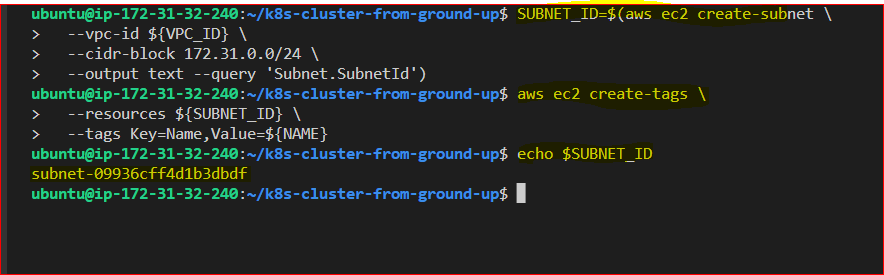 ubuntu@ip-172-31-32-240:~/k8s-cluster-from-ground-up$ SUBNET_ID=$(aws ec2 create-subnet \
>   --vpc-id ${VPC_ID} \
>   --cidr-block 172.31.0.0/24 \
>   --output text --query 'Subnet.SubnetId')
ubuntu@ip-172-31-32-240:~/k8s-cluster-from-ground-up$ aws ec2 create-tags \
>   --resources ${SUBNET_ID} \
>   --tags Key=Name,Value=${NAME}
ubuntu@ip-172-31-32-240:~/k8s-cluster-from-ground-up$ echo $SUBNET_ID
subnet-09936cff4d1b3dbdf
ubuntu@ip-172-31-32-240:~/k8s-cluster-from-ground-up$